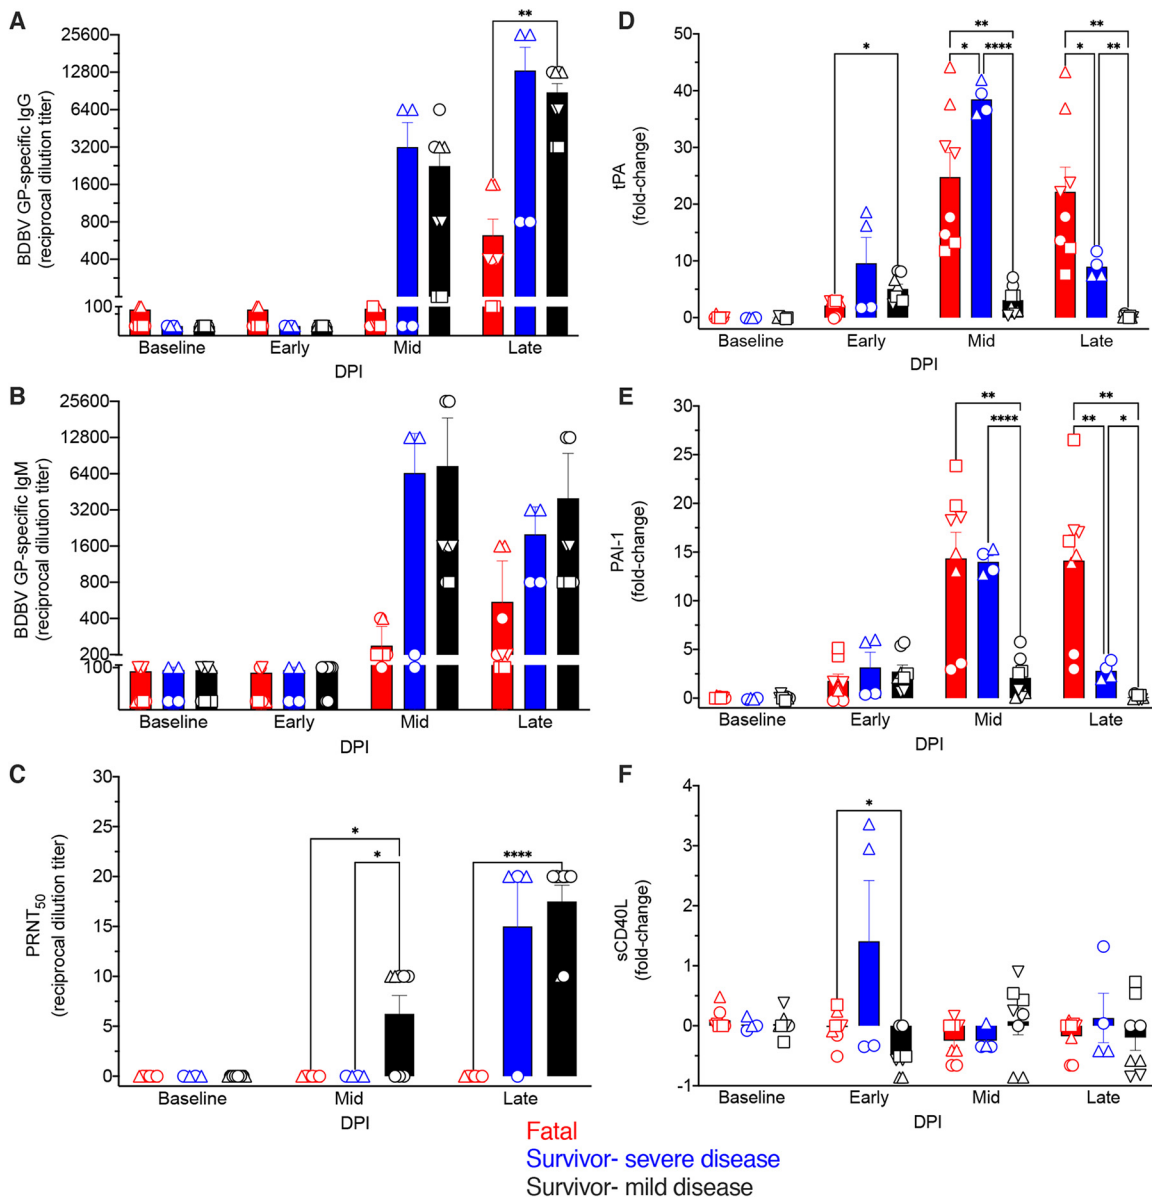 A
BDBV GP-specific IgG
(reciprocal dilution titer)
25600
12800
6400
3200
1600
800
400
100
**
Baseline
Early
Mid
Late
DPI
B
BDBV GP-specific IgM
(reciprocal dilution titer)
25600
12800
6400
3200
1600
800
400
200
100
Baseline
Early
Mid
Late
DPI
C
PRNT50
(reciprocal dilution titer)
30
25
20
15
10
5
0
*
*
****
Baseline
Mid
Late
DPI
D
tPA
(fold-change)
50
40
30
20
10
0
*
**
*
****
**
*
**
Baseline
Early
Mid
Late
DPI
E
PAI-1
(fold-change)
30
25
20
15
10
5
0
**
****
**
**
*
Baseline
Early
Mid
Late
DPI
F
sCD40L
(fold-change)
4
3
2
1
0
-1
*
Baseline
Early
Mid
Late
DPI
Fatal
Survivor- severe disease
Survivor- mild disease